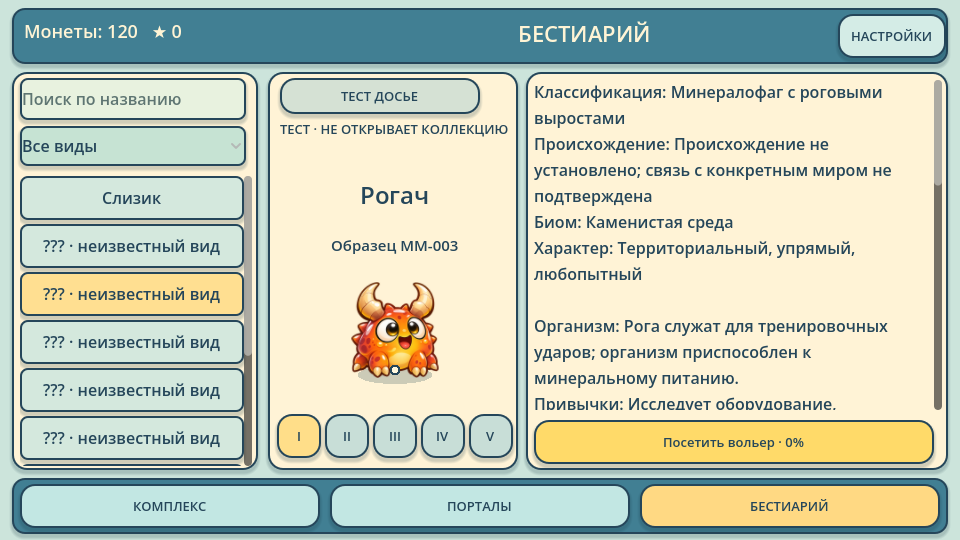 Монеты: 120 ★ 0
БЕСТИАРИЙ
НАСТРОЙКИ
Поиск по названию
Все виды
Слизик
??? · неизвестный вид
??? · неизвестный вид
??? · неизвестный вид
??? · неизвестный вид
??? · неизвестный вид
ТЕСТ ДОСЬЕ
ТЕСТ · НЕ ОТКРЫВАЕТ КОЛЛЕКЦИЮ
Рогач
Образец ММ-003
I
II
III
IV
V
Классификация: Минералофаг с роговыми
выростами
Происхождение: Происхождение не
установлено; связь с конкретным миром не
подтверждена
Биом: Каменистая среда
Характер: Территориальный, упрямый,
любопытный
Организм: Рога служат для тренировочных
ударов; организм приспособлен к
минеральному питанию.
Привычки: Исследует оборудование.
Посетить вольер · 0%
КОМПЛЕКС
ПОРТАЛЫ
БЕСТИАРИЙ